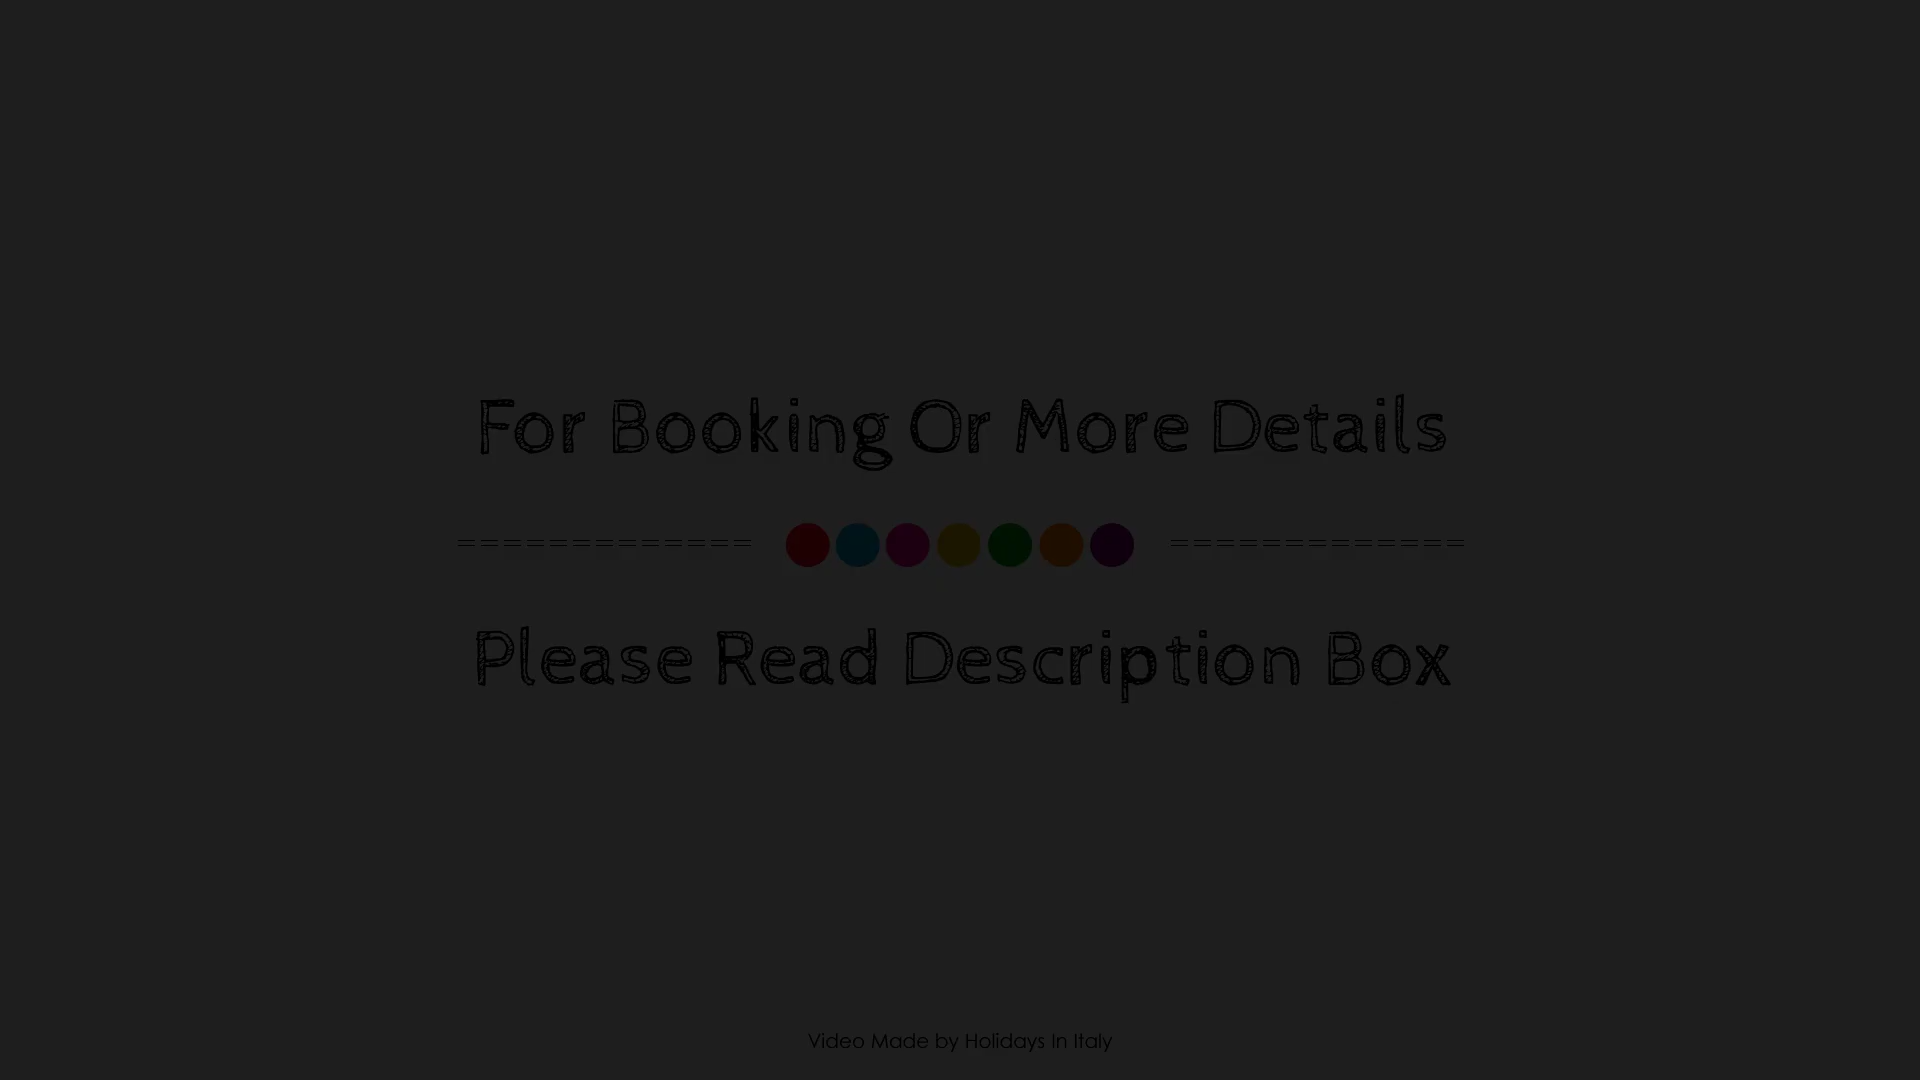 For Booking Or More Details
============= =============
Please Read Description Box
Video Made by Holidays In Italy